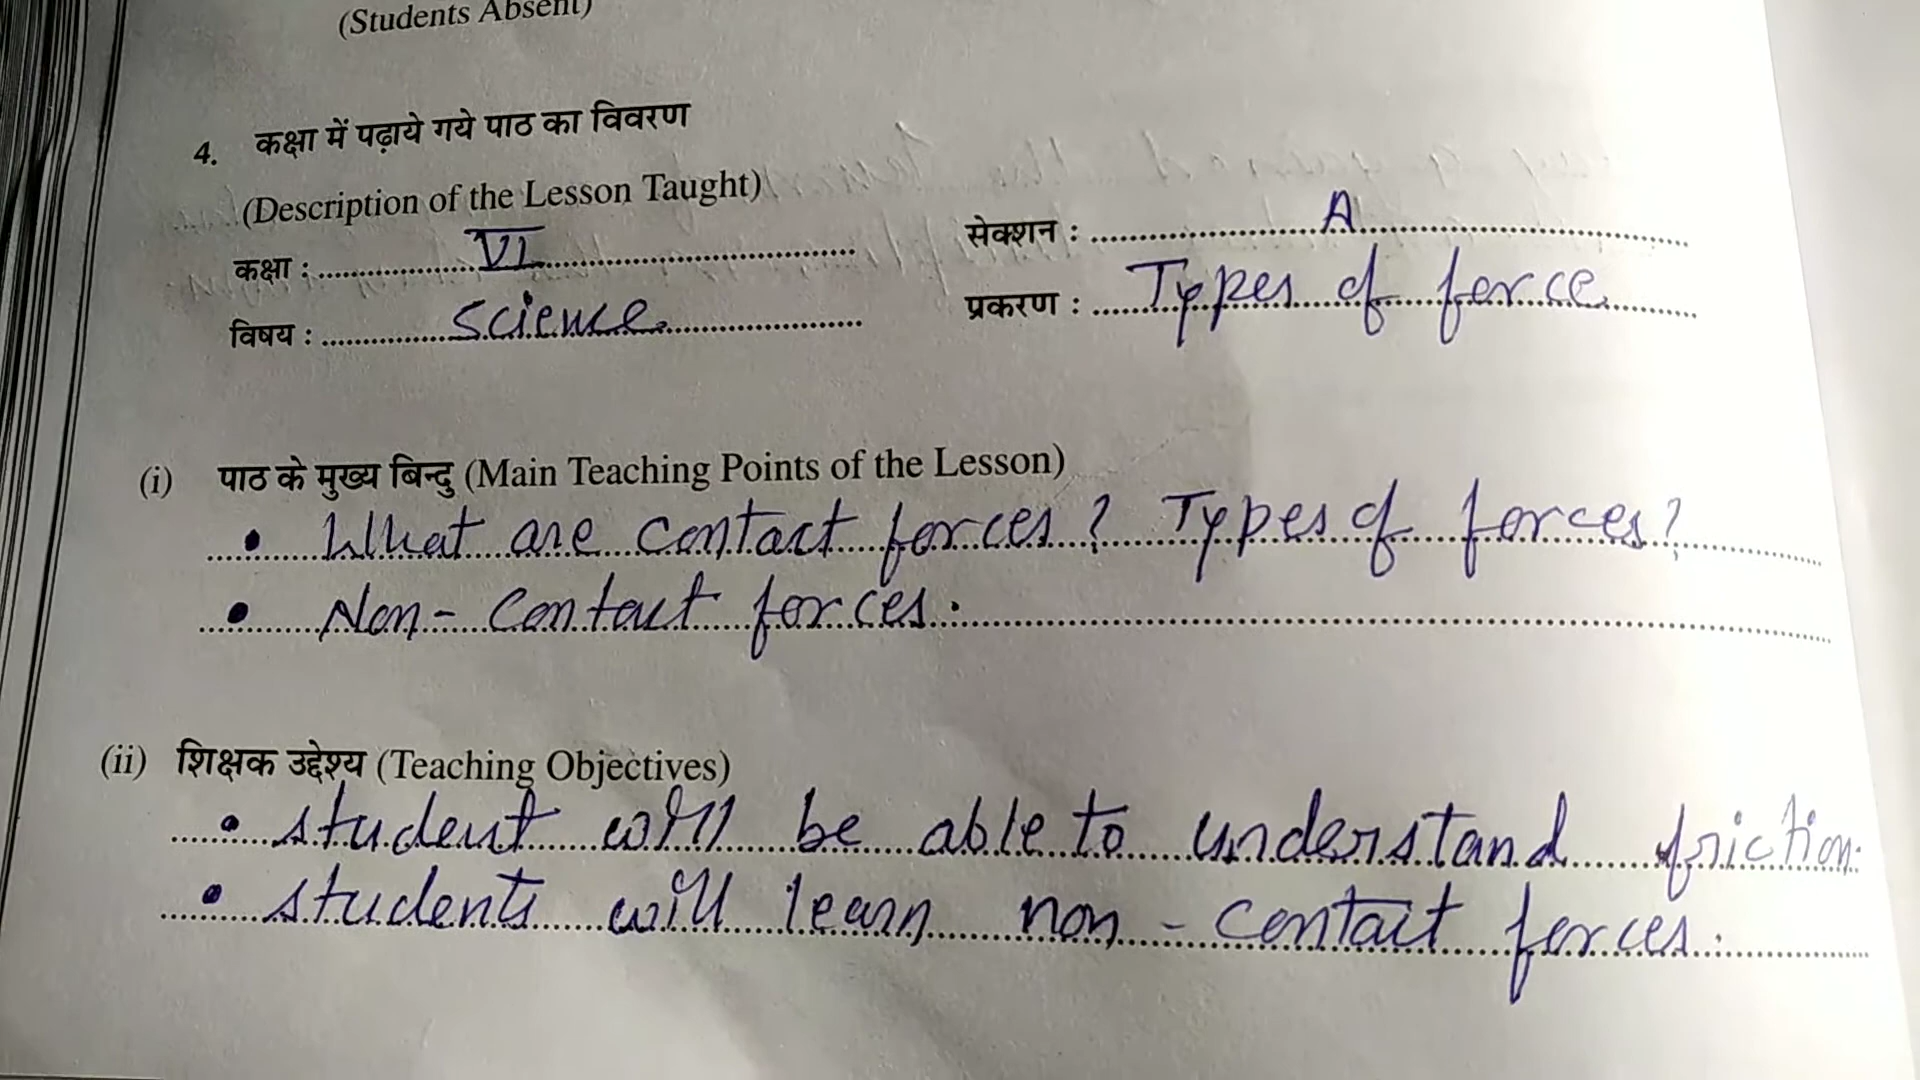 (Students Absent)
4. कक्षा में पढ़ाये गये पाठ का विवरण
(Description of the Lesson Taught)
कक्षा : VI सेक्शन : A
विषय : Science प्रकरण : Types of force
(i) पाठ के मुख्य बिन्दु (Main Teaching Points of the Lesson)
• What are contact forces? Types of forces?
• Non-Contact forces.
(ii) शिक्षक उद्देश्य (Teaching Objectives)
• student will be able to understand friction.
• students will learn non-contact forces.